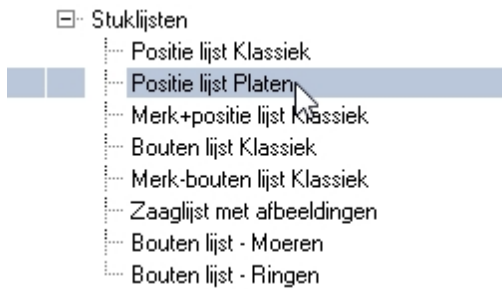 Stuklijsten
Positie lijst Klassiek
Positie lijst Platen
Merk+positie lijst Klassiek
Bouten lijst Klassiek
Merk-bouten lijst Klassiek
Zaaglijst met afbeeldingen
Bouten lijst - Moeren
Bouten lijst - Ringen